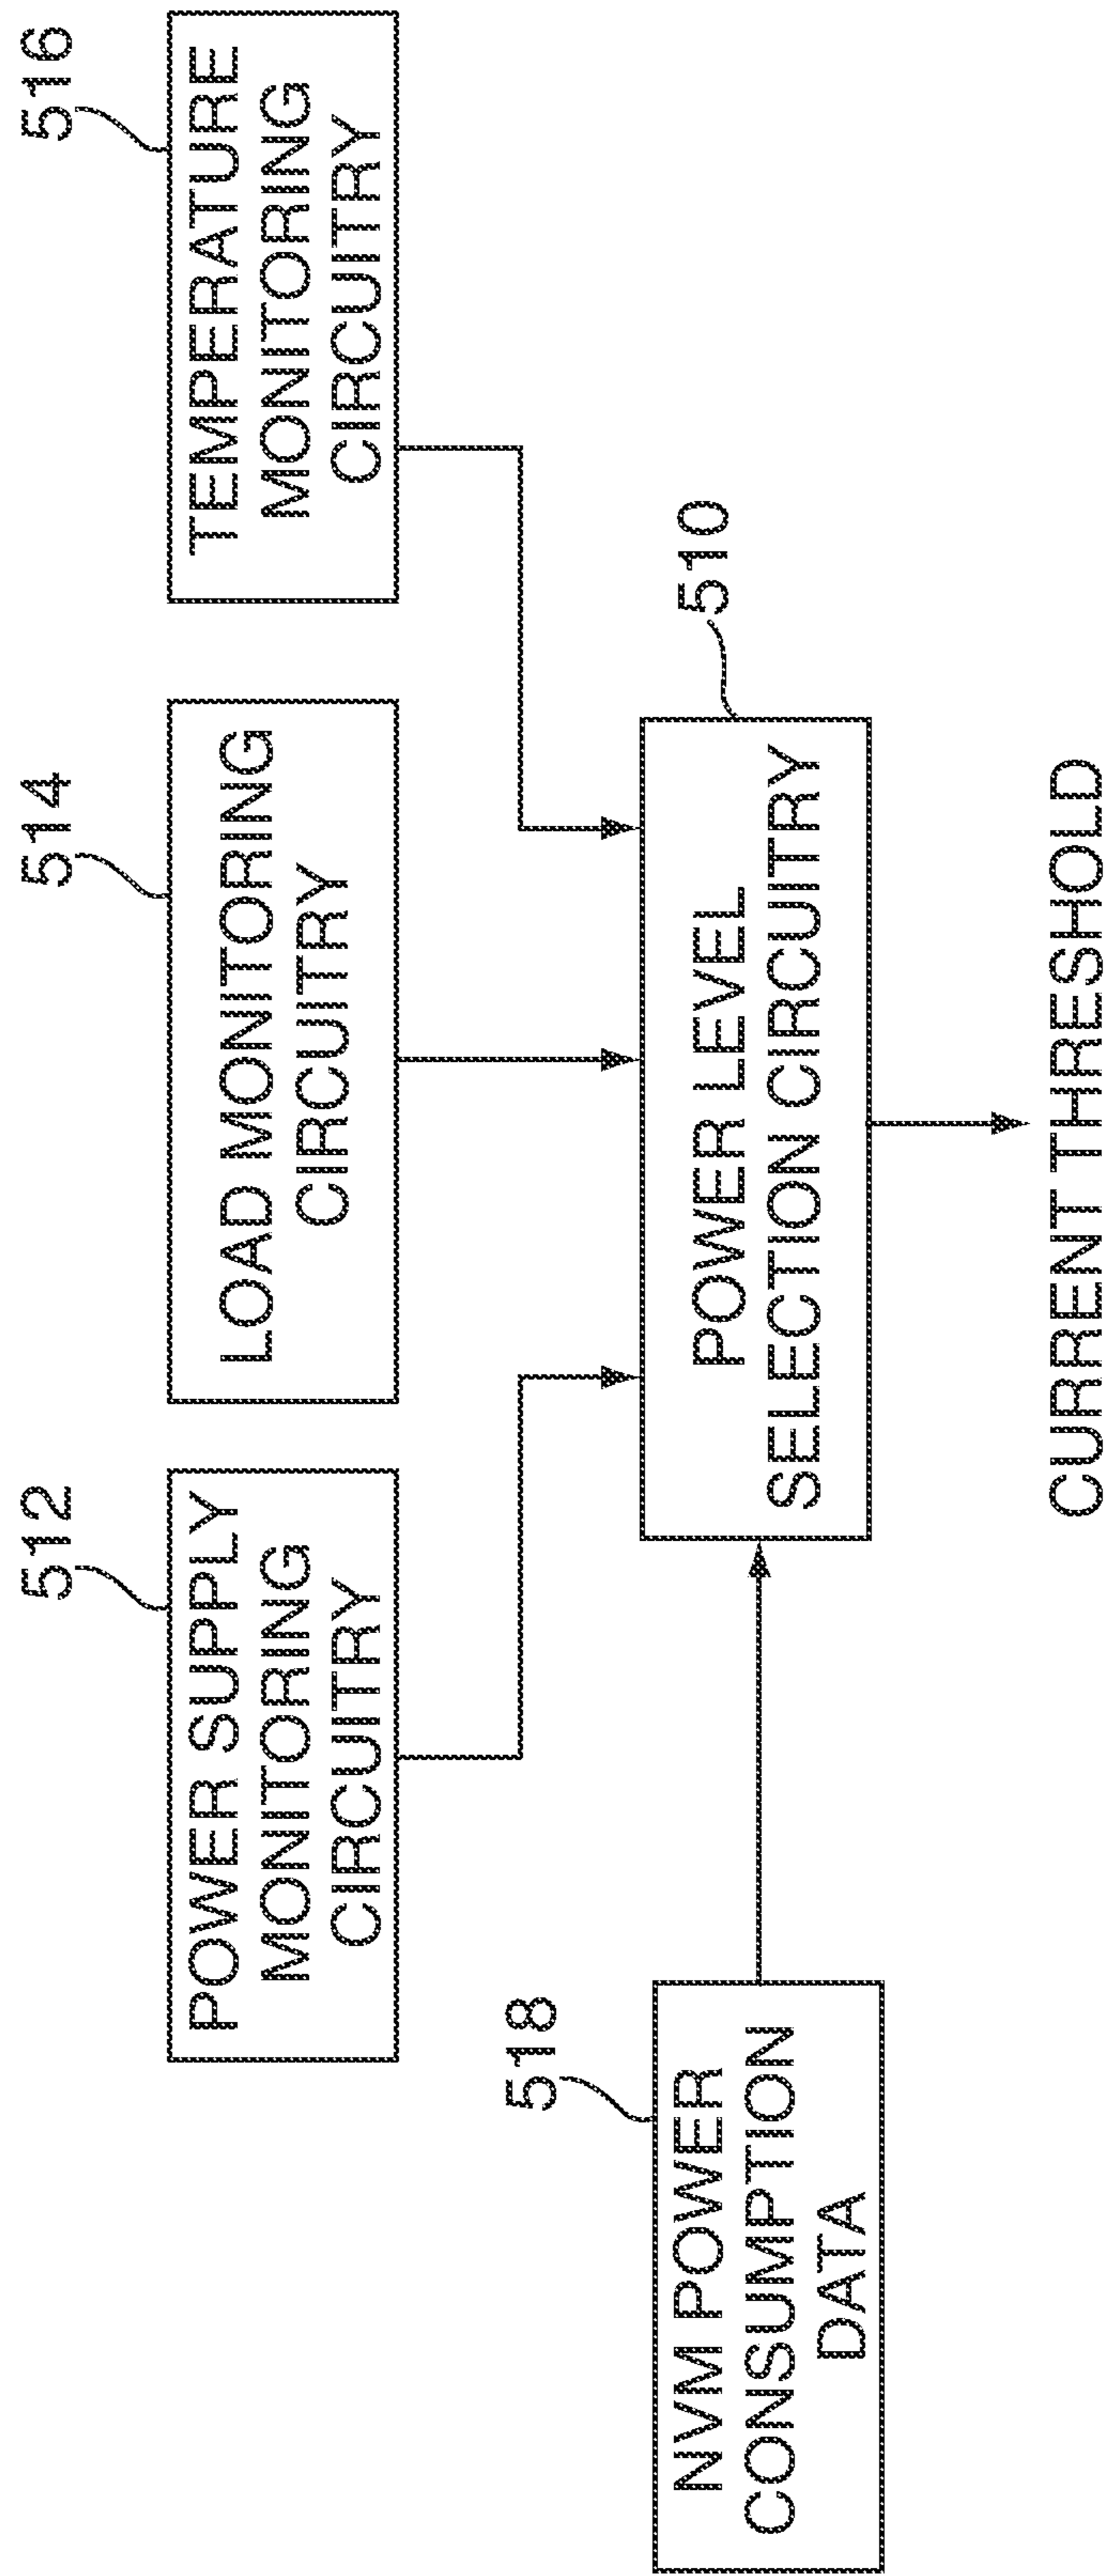 512
514
516
POWER SUPPLY
MONITORING
CIRCUITRY
LOAD MONITORING
CIRCUITRY
TEMPERATURE
MONITORING
CIRCUITRY
518
510
NVM POWER
CONSUMPTION
DATA
POWER LEVEL
SELECTION CIRCUITRY
CURRENT THRESHOLD